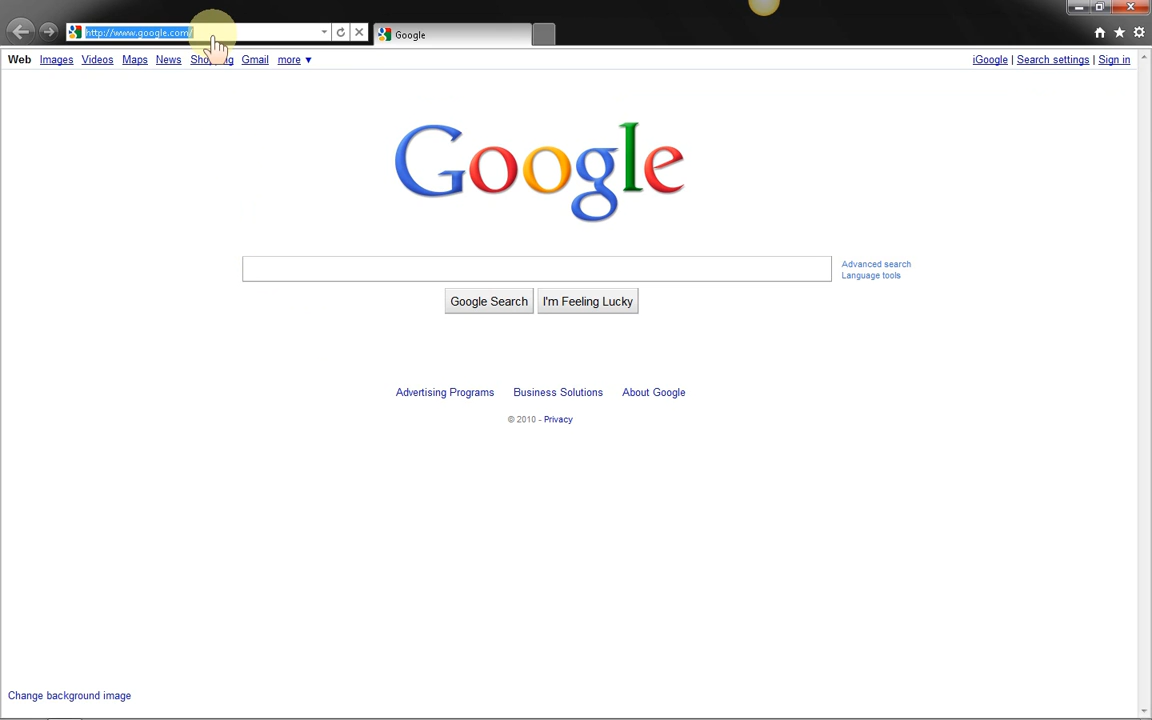 http://www.google.com/
Google
Web Images Videos Maps News Shopping Gmail more ▼
iGoogle | Search settings | Sign in
Google
Advanced search
Language tools
Google Search I'm Feeling Lucky
Advertising Programs Business Solutions About Google
© 2010 - Privacy
Change background image